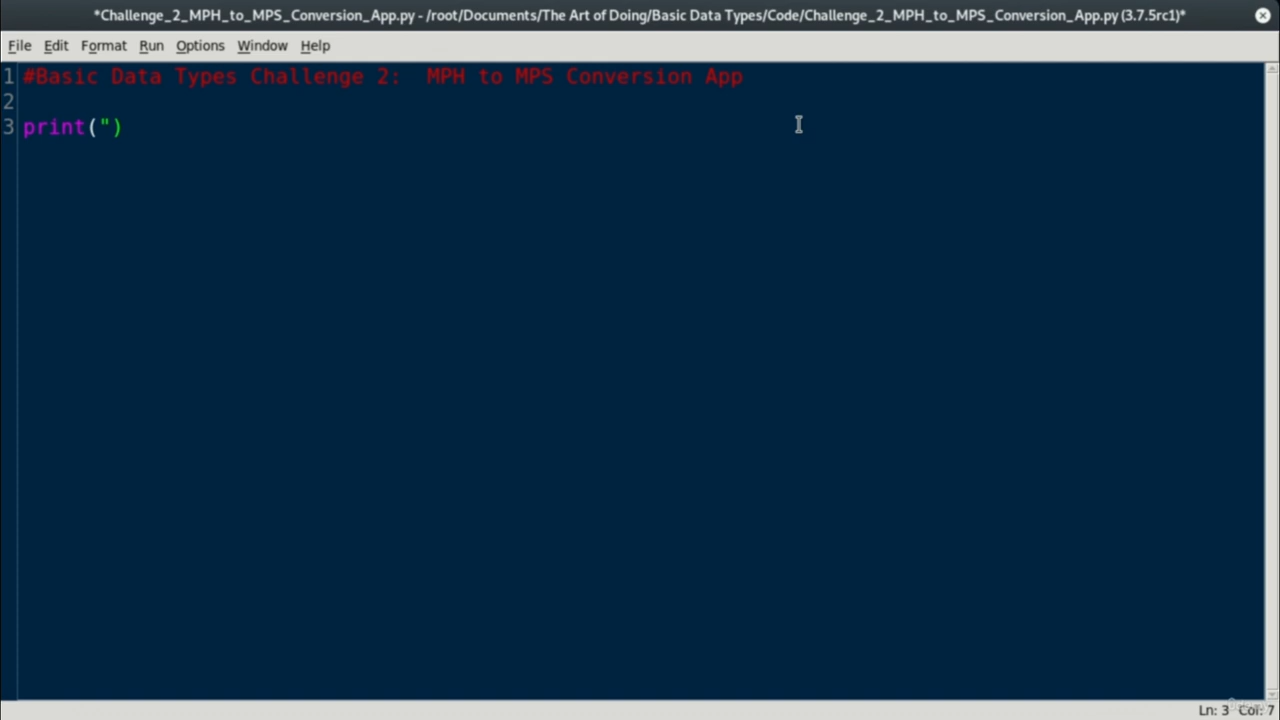 *Challenge_2_MPH_to_MPS_Conversion_App.py - /root/Documents/The Art of Doing/Basic Data Types/Code/Challenge_2_MPH_to_MPS_Conversion_App.py (3.7.5rc1)*
File Edit Format Run Options Window Help
1 #Basic Data Types Challenge 2:  MPH to MPS Conversion App
2
3 print(")
Ln: 3 Col: 7